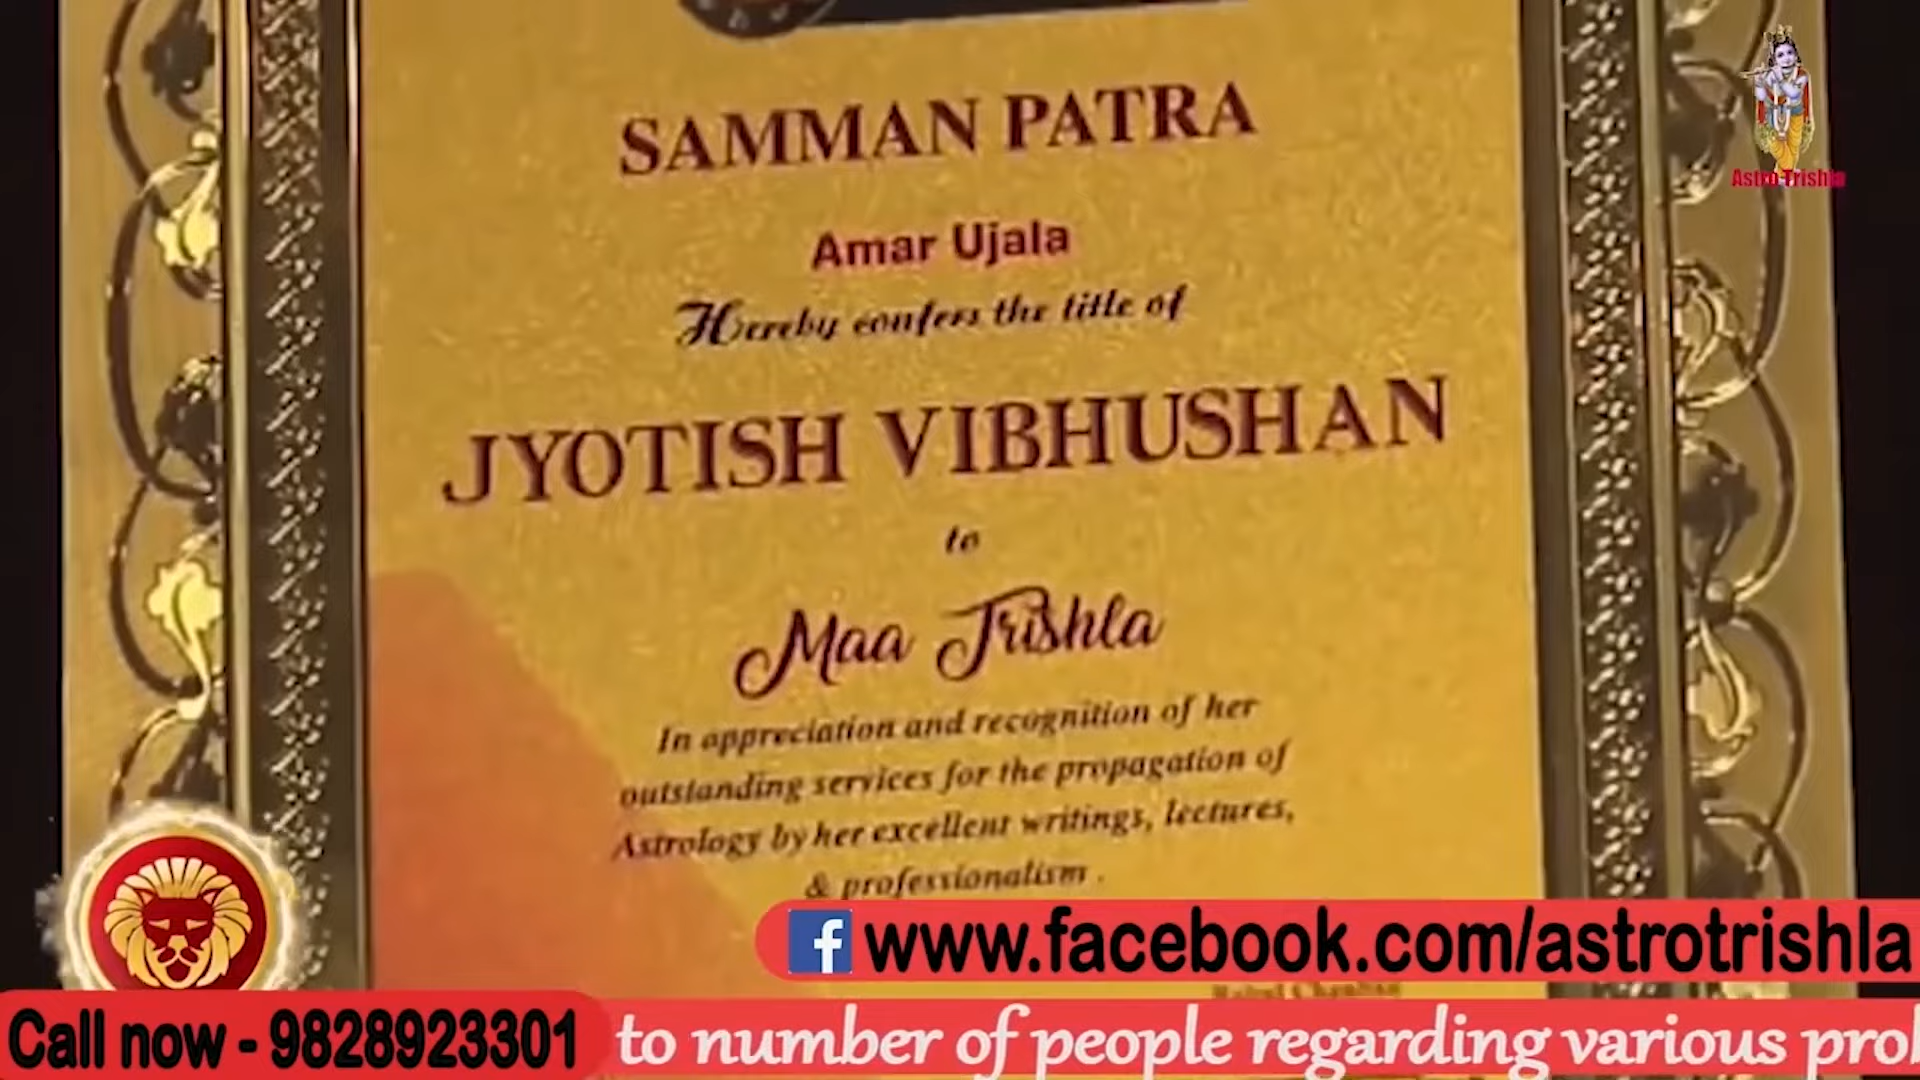 SAMMAN PATRA
Astro Trishla
Amar Ujala
Hereby confers the title of
JYOTISH VIBHUSHAN
to
Maa Trishla
In appreciation and recognition of her
outstanding services for the propagation of
Astrology by her excellent writings, lectures,
& professionalism .
www.facebook.com/astrotrishla
Call now - 9828923301
to number of people regarding various